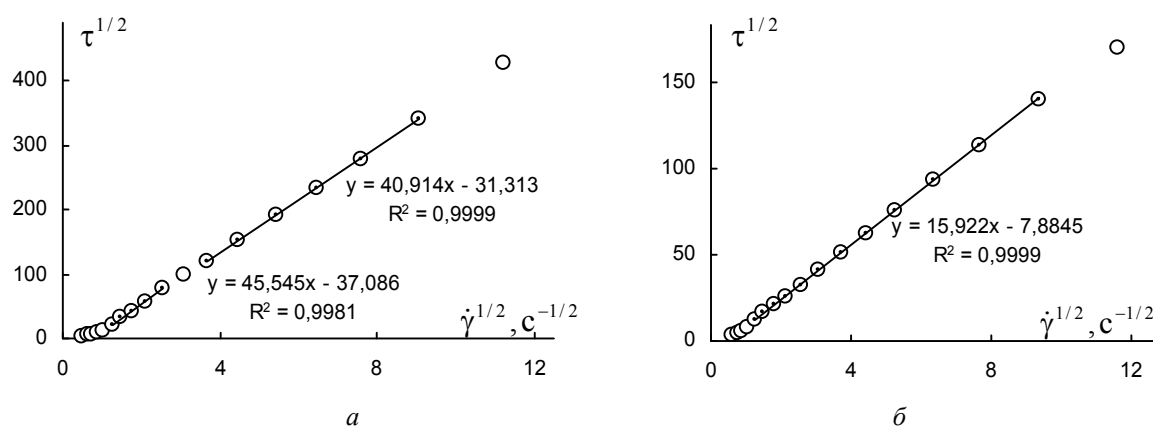 τ^1/2
400
300
200
100
0
0
4
8
12
y = 40,914x - 31,313
R² = 0,9999
y = 45,545x - 37,086
R² = 0,9981
γ̇^1/2, c^−1/2
а
τ^1/2
150
100
50
0
0
4
8
12
y = 15,922x - 7,8845
R² = 0,9999
γ̇^1/2, c^−1/2
б